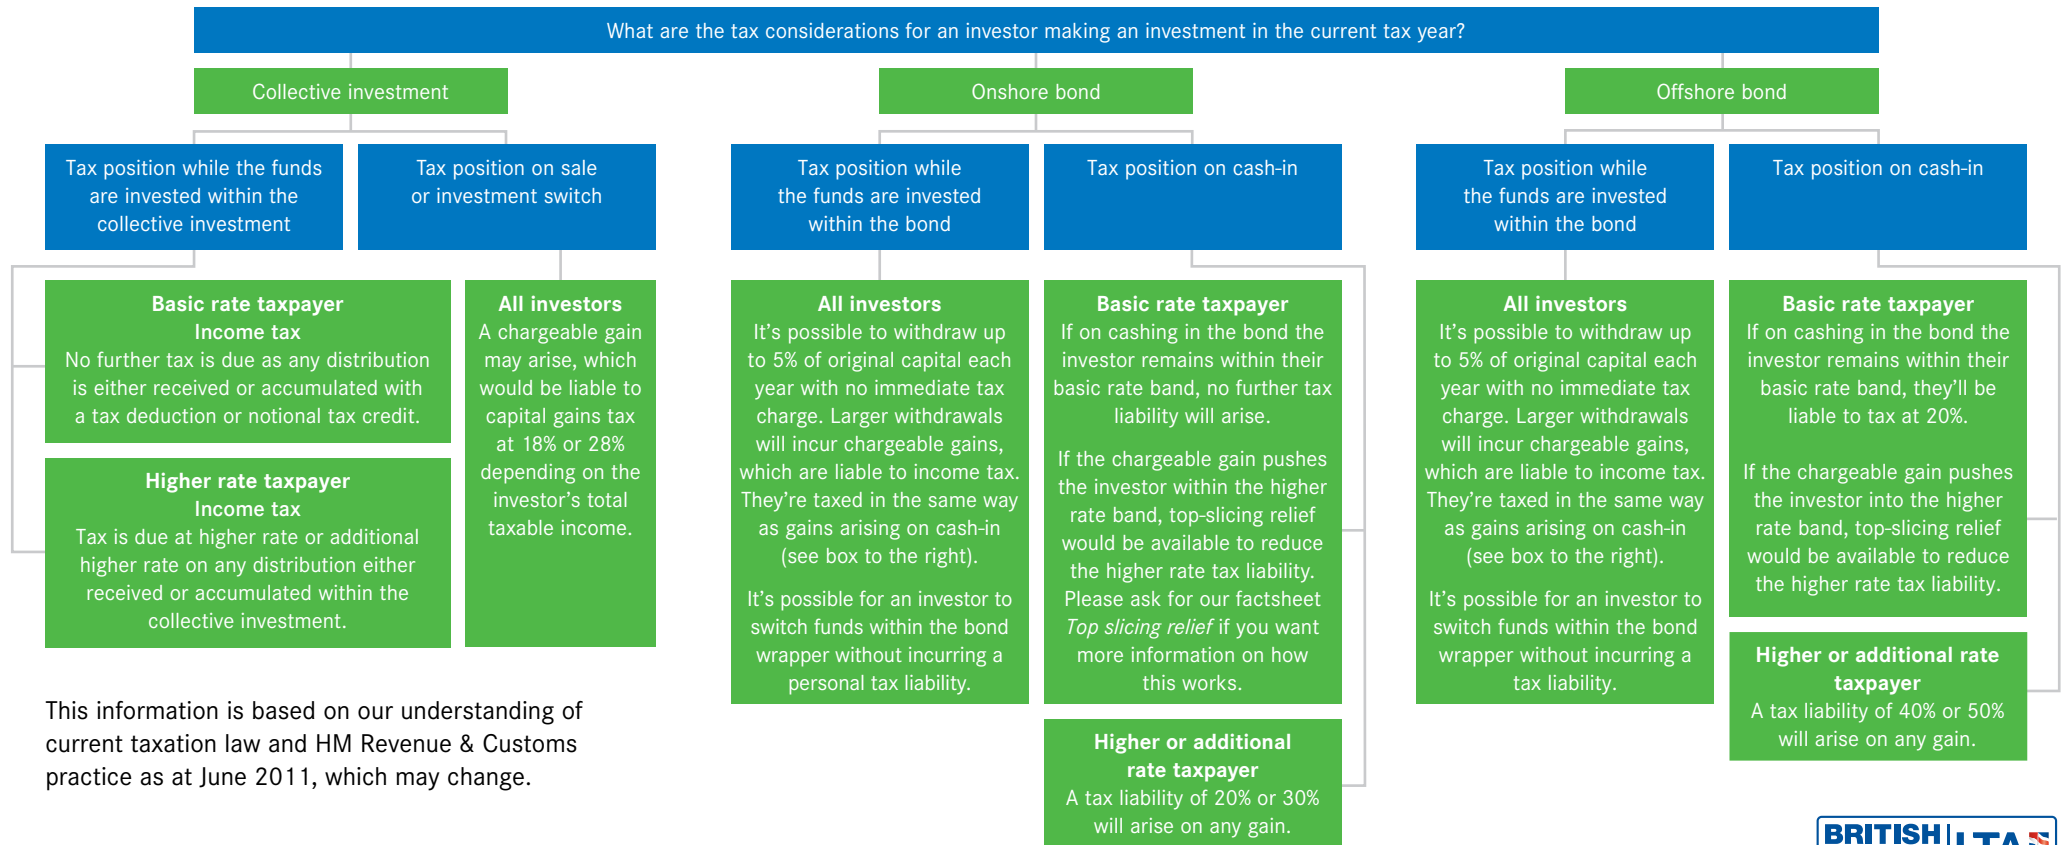 What are the tax considerations for an investor making an investment in the current tax year?
Collective investment
Onshore bond
Offshore bond
Tax position while the funds
are invested within the
collective investment
Tax position on sale
or investment switch
Tax position while
the funds are invested
within the bond
Tax position on cash-in
Tax position while
the funds are invested
within the bond
Tax position on cash-in
Basic rate taxpayer
Income tax
No further tax is due as any distribution
is either received or accumulated with
a tax deduction or notional tax credit.
Higher rate taxpayer
Income tax
Tax is due at higher rate or additional
higher rate on any distribution either
received or accumulated within the
collective investment.
All investors
A chargeable gain
may arise, which
would be liable to
capital gains tax
at 18% or 28%
depending on the
investor's total
taxable income.
All investors
It's possible to withdraw up
to 5% of original capital each
year with no immediate tax
charge. Larger withdrawals
will incur chargeable gains,
which are liable to income tax.
They're taxed in the same way
as gains arising on cash-in
(see box to the right).
It's possible for an investor to
switch funds within the bond
wrapper without incurring a
personal tax liability.
Basic rate taxpayer
If on cashing in the bond the
investor remains within their
basic rate band, no further tax
liability will arise.
If the chargeable gain pushes
the investor within the higher
rate band, top-slicing relief
would be available to reduce
the higher rate tax liability.
Please ask for our factsheet
Top slicing relief if you want
more information on how
this works.
Higher or additional
rate taxpayer
A tax liability of 20% or 30%
will arise on any gain.
All investors
It's possible to withdraw up
to 5% of original capital each
year with no immediate tax
charge. Larger withdrawals
will incur chargeable gains,
which are liable to income tax.
They're taxed in the same way
as gains arising on cash-in
(see box to the right).
It's possible for an investor to
switch funds within the bond
wrapper without incurring a
tax liability.
Basic rate taxpayer
If on cashing in the bond the
investor remains within their
basic rate band, they'll be
liable to tax at 20%.
If the chargeable gain pushes
the investor into the higher
rate band, top-slicing relief
would be available to reduce
the higher rate tax liability.
Higher or additional rate
taxpayer
A tax liability of 40% or 50%
will arise on any gain.
This information is based on our understanding of
current taxation law and HM Revenue & Customs
practice as at June 2011, which may change.
BRITISH